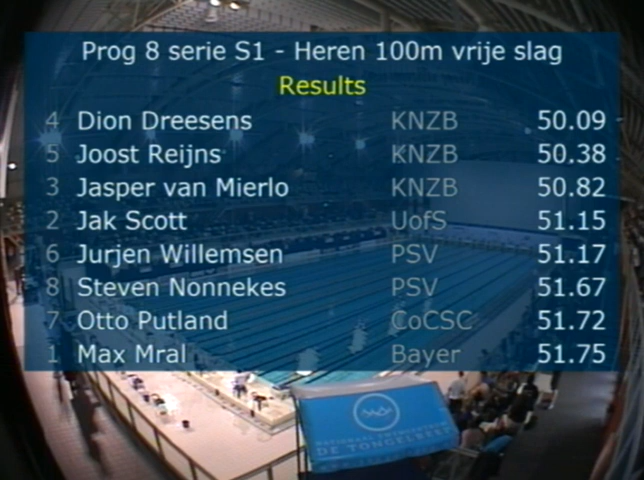 Prog 8 serie S1 - Heren 100m vrije slag
Results
4 Dion Dreesens KNZB 50.09
5 Joost Reijns KNZB 50.38
3 Jasper van Mierlo KNZB 50.82
2 Jak Scott UofS 51.15
6 Jurjen Willemsen PSV 51.17
8 Steven Nonnekes PSV 51.67
7 Otto Putland CoCSC 51.72
1 Max Mral Bayer 51.75
NATIONAAL ZWEMCENTRUM
DE TONGELREEP